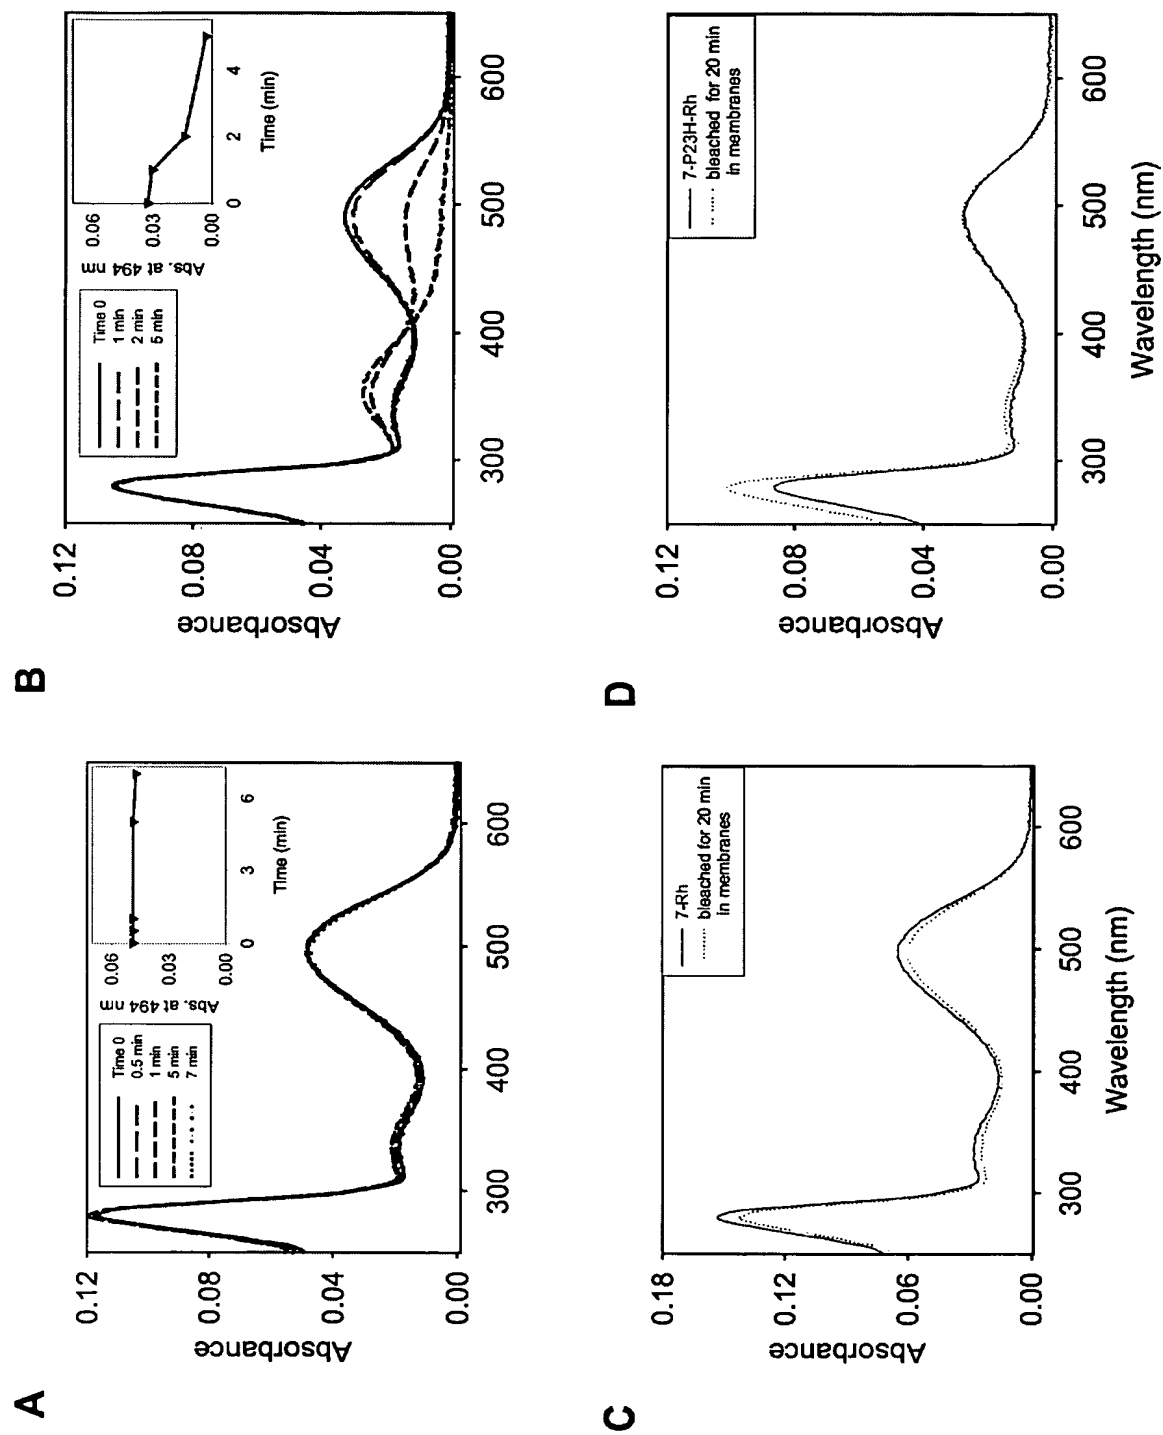 A
Absorbance
0.12
0.08
0.04
0.00
300
400
500
600
Time 0
0.5 min
1 min
5 min
7 min
Abs. at 494 nm
0.06
0.03
0.00
0
3
6
Time (min)
B
Absorbance
0.12
0.08
0.04
0.00
300
400
500
600
Time 0
1 min
2 min
5 min
Abs. at 494 nm
0.06
0.03
0.00
0
2
4
Time (min)
C
Absorbance
0.18
0.12
0.06
0.00
300
400
500
600
Wavelength (nm)
7-Rh
bleached for 20 min
in membranes
D
Absorbance
0.12
0.08
0.04
0.00
300
400
500
600
Wavelength (nm)
7-P23H-Rh
bleached for 20 min
in membranes